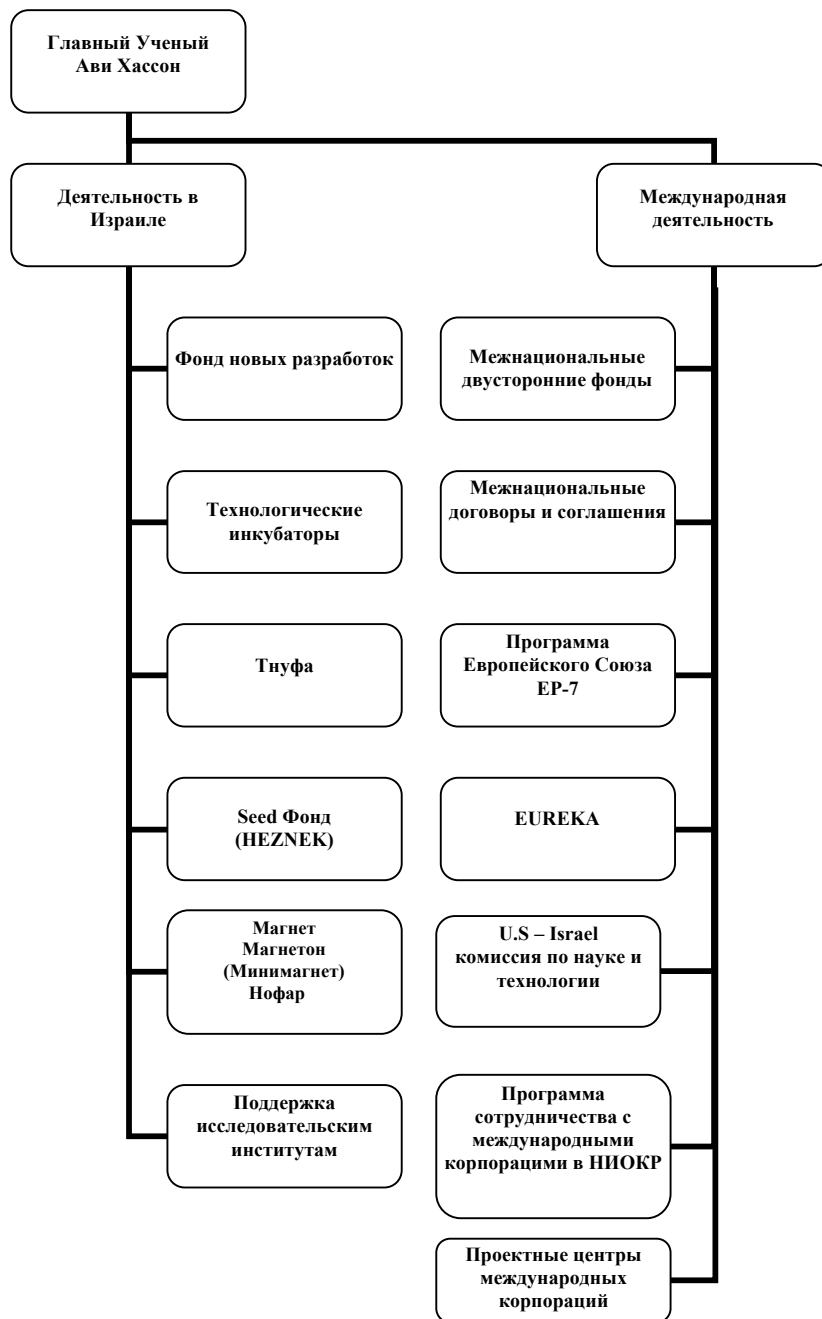 Главный Ученый
Ави Хассон
Деятельность в
Израиле
Международная
деятельность
Фонд новых разработок
Межнациональные
двусторонние фонды
Технологические
инкубаторы
Межнациональные
договоры и соглашения
Тнуфа
Программа
Европейского Союза
ЕР-7
Seed Фонд
(HEZNEK)
EUREKA
Магнет
Магнетон
(Минимагнет)
Нофар
U.S – Israel
комиссия по науке и
технологии
Поддержка
исследовательским
институтам
Программа
сотрудничества с
международными
корпорацими в НИОКР
Проектные центры
международных
корпораций